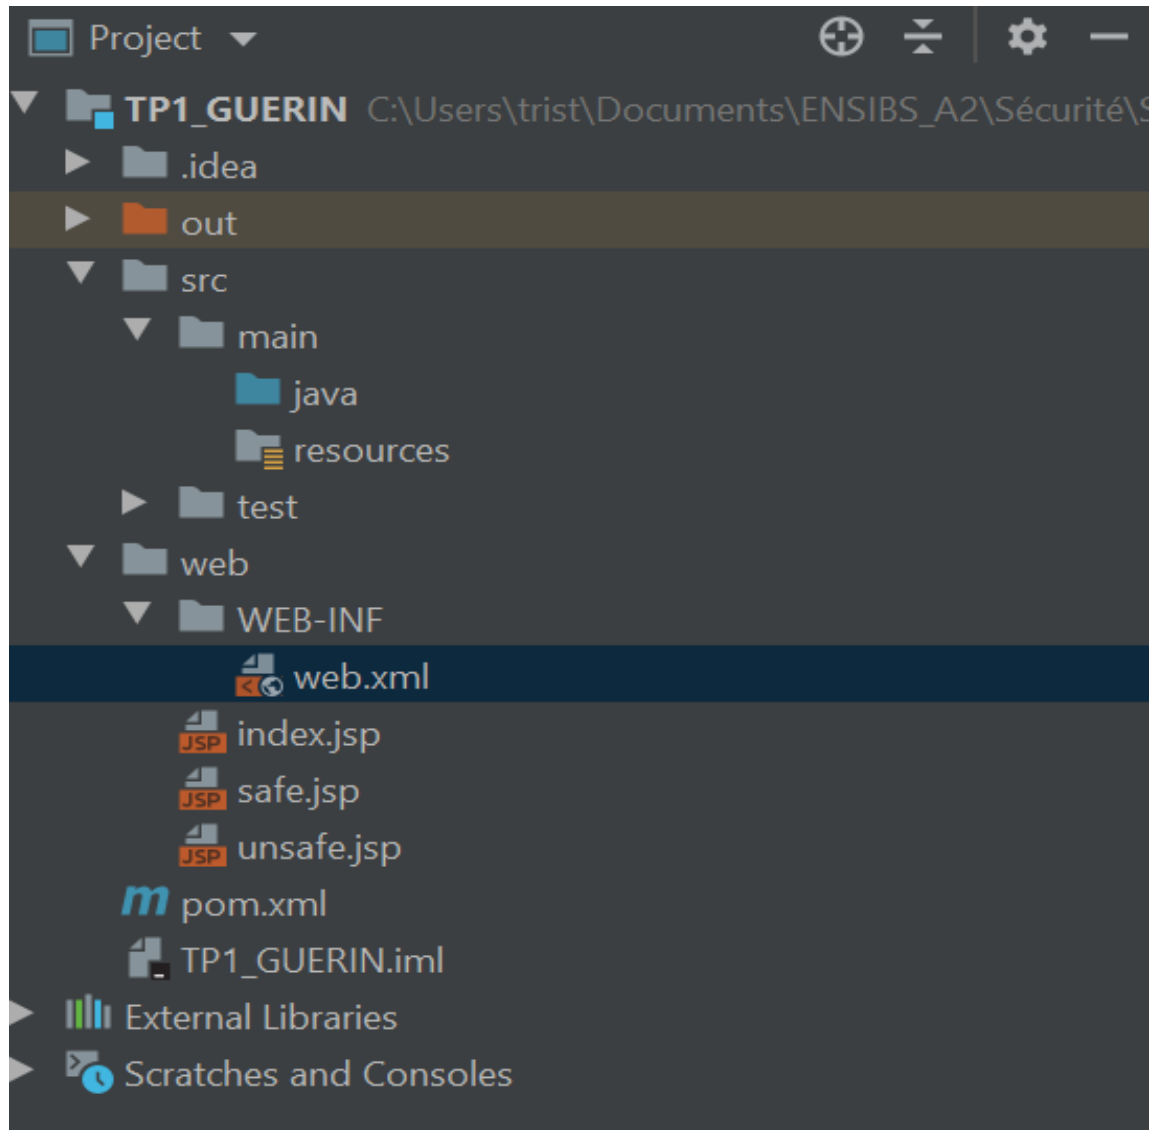 Project
TP1_GUERIN C:\Users\trist\Documents\ENSIBS_A2\Sécurité\S
.idea
out
src
main
java
resources
test
web
WEB-INF
web.xml
index.jsp
safe.jsp
unsafe.jsp
pom.xml
TP1_GUERIN.iml
External Libraries
Scratches and Consoles